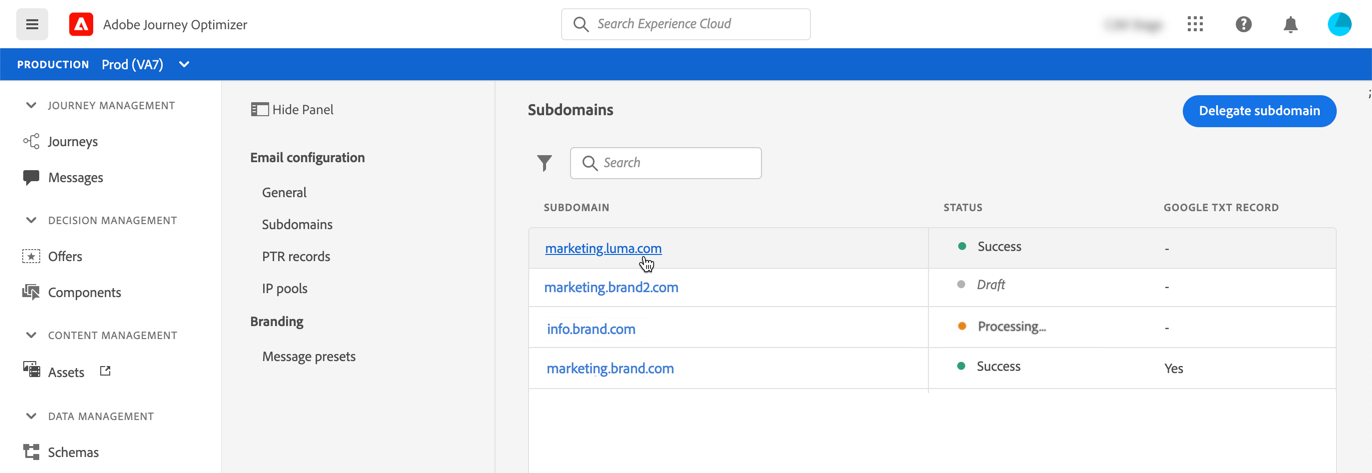 Adobe Journey Optimizer
Search Experience Cloud
PRODUCTION Prod (VA7)
JOURNEY MANAGEMENT
Journeys
Messages
DECISION MANAGEMENT
Offers
Components
CONTENT MANAGEMENT
Assets
DATA MANAGEMENT
Schemas
Hide Panel
Email configuration
General
Subdomains
PTR records
IP pools
Branding
Message presets
Subdomains
Delegate subdomain
Search
SUBDOMAIN STATUS GOOGLE TXT RECORD
marketing.luma.com Success -
marketing.brand2.com Draft -
info.brand.com Processing... -
marketing.brand.com Success Yes